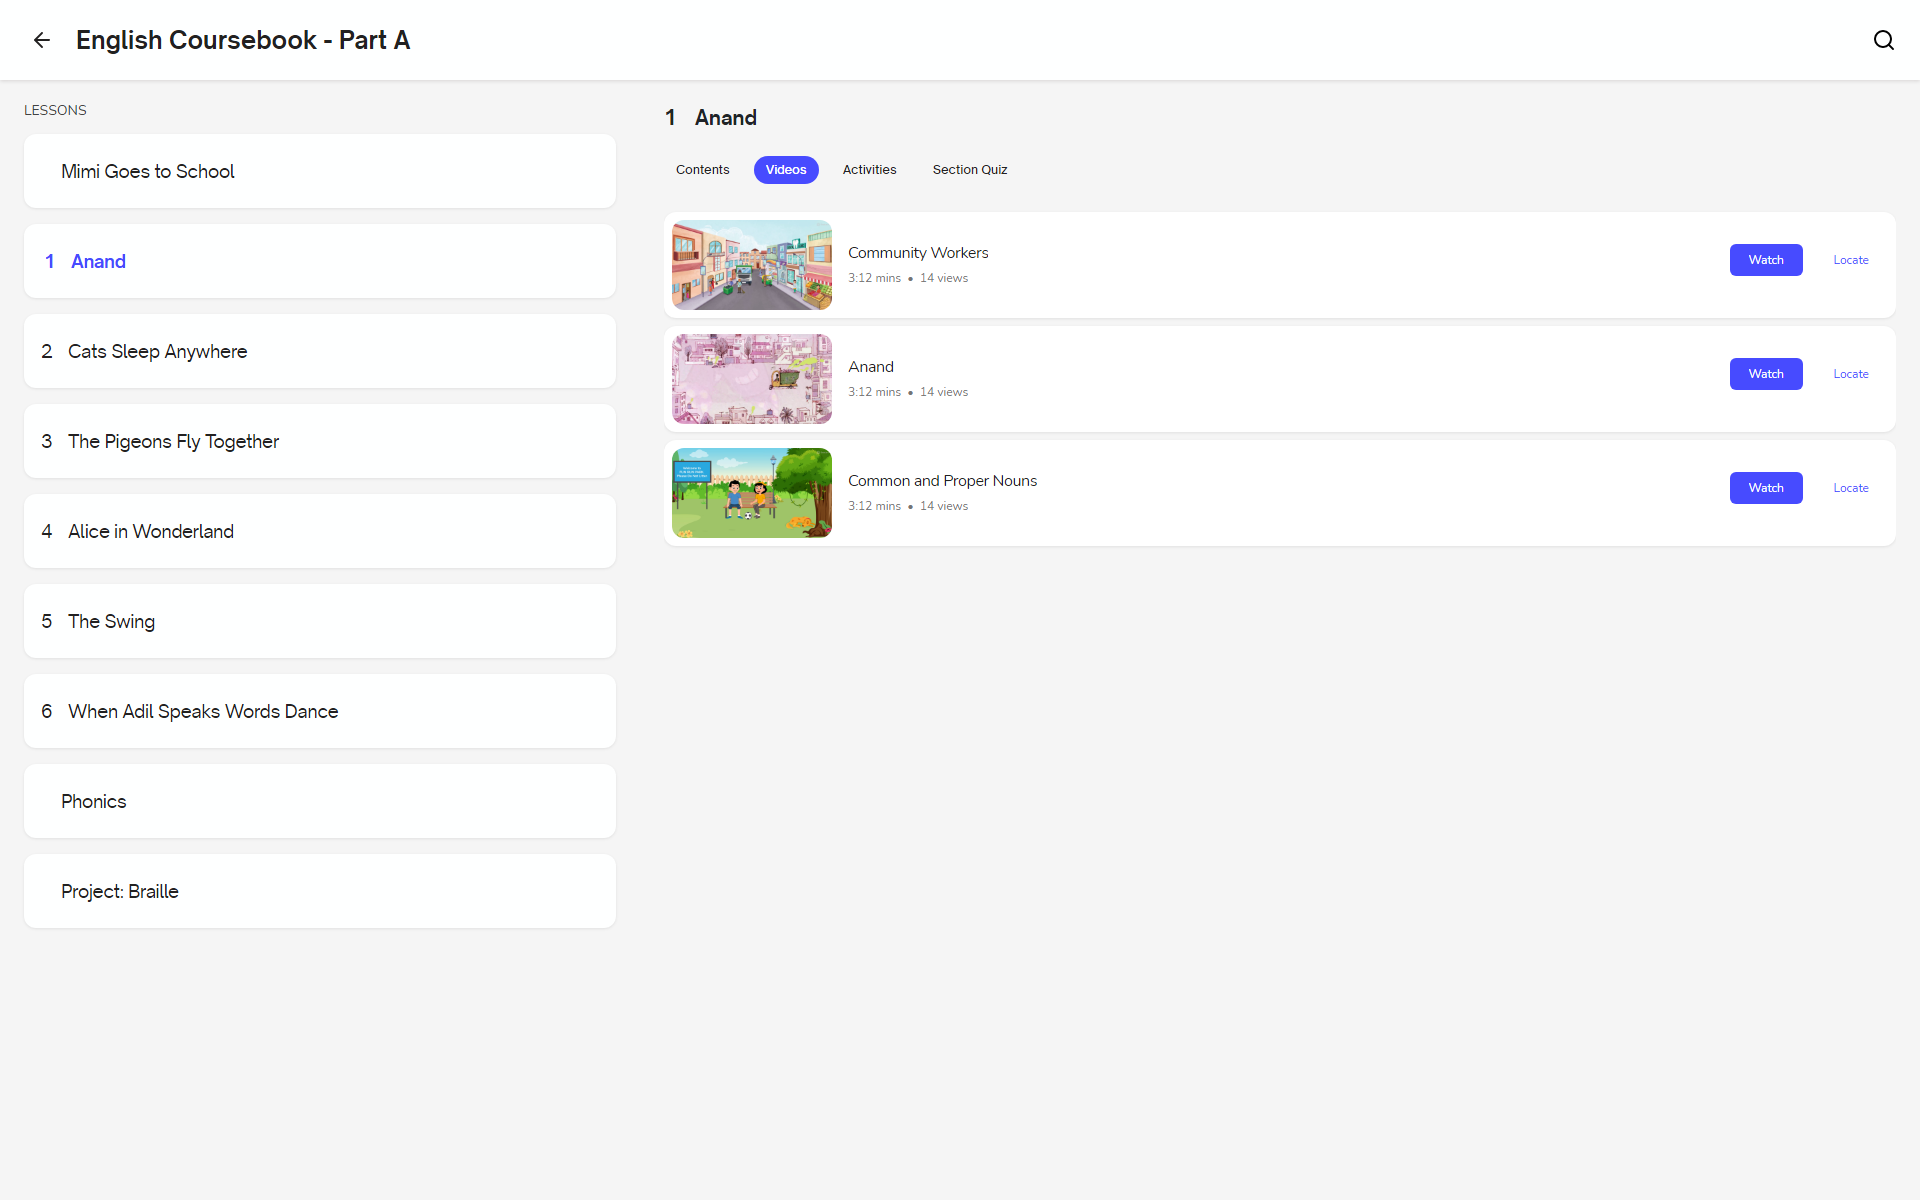 English Coursebook - Part A
LESSONS
Mimi Goes to School
1 Anand
2 Cats Sleep Anywhere
3 The Pigeons Fly Together
4 Alice in Wonderland
5 The Swing
6 When Adil Speaks Words Dance
Phonics
Project: Braille
1 Anand
Contents Videos Activities Section Quiz
Community Workers
3:12 mins • 14 views
Watch Locate
Anand
3:12 mins • 14 views
Watch Locate
Common and Proper Nouns
3:12 mins • 14 views
Watch Locate